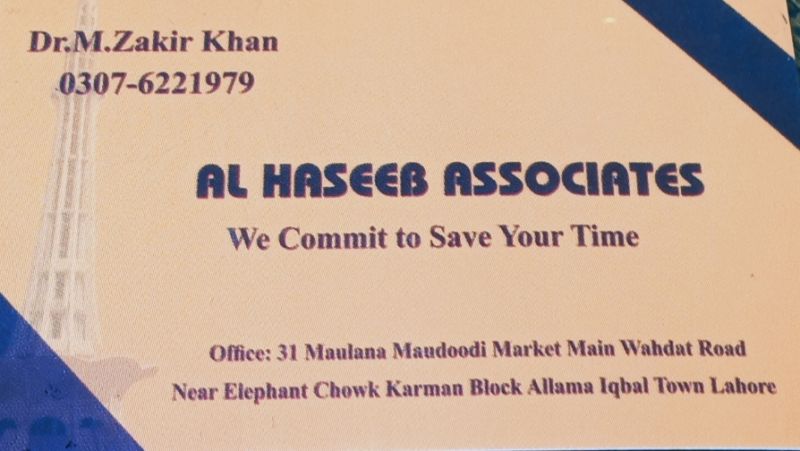 Dr.M.Zakir Khan
0307-6221979
AL HASEEB ASSOCIATES
We Commit to Save Your Time
Office: 31 Maulana Maudoodi Market Main Wahdat Road
Near Elephant Chowk Karman Block Allama Iqbal Town Lahore